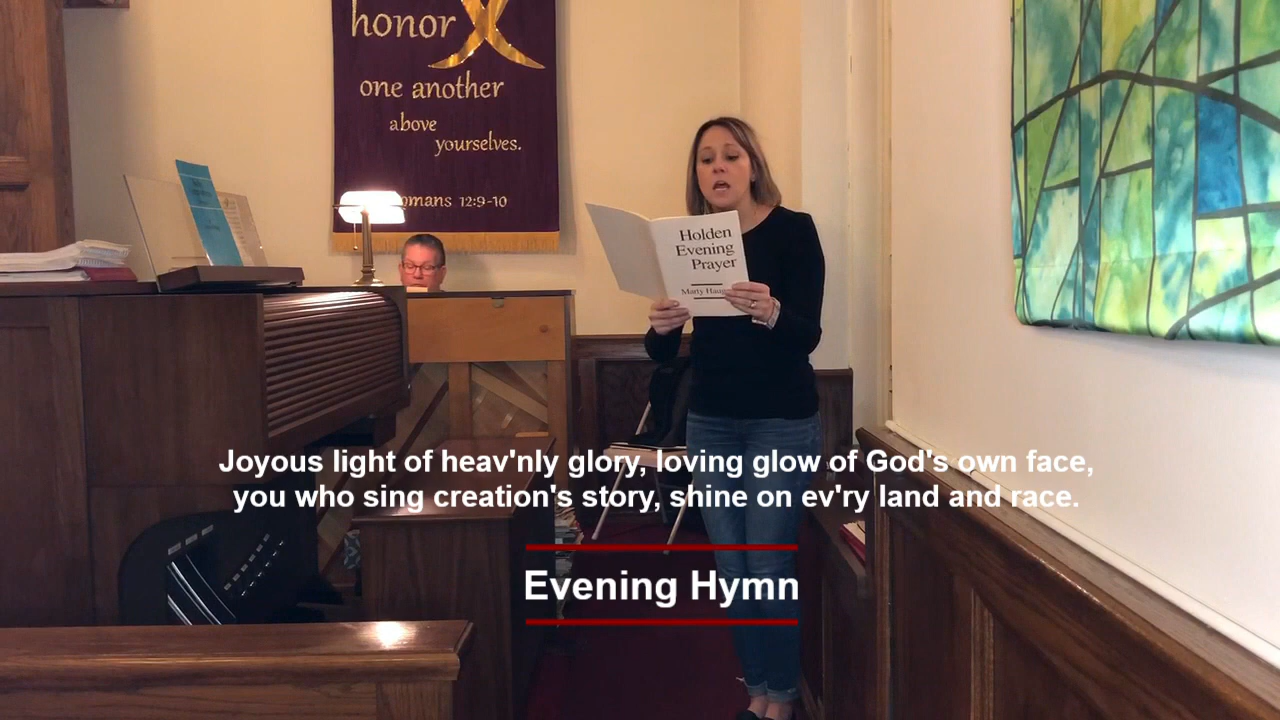 honor
one another
above
yourselves.
omans 12:9-10
Holden
Evening
Prayer
Marty
Joyous light of heav'nly glory, loving glow of God's own face,
you who sing creation's story, shine on ev'ry land and race.
Evening Hymn